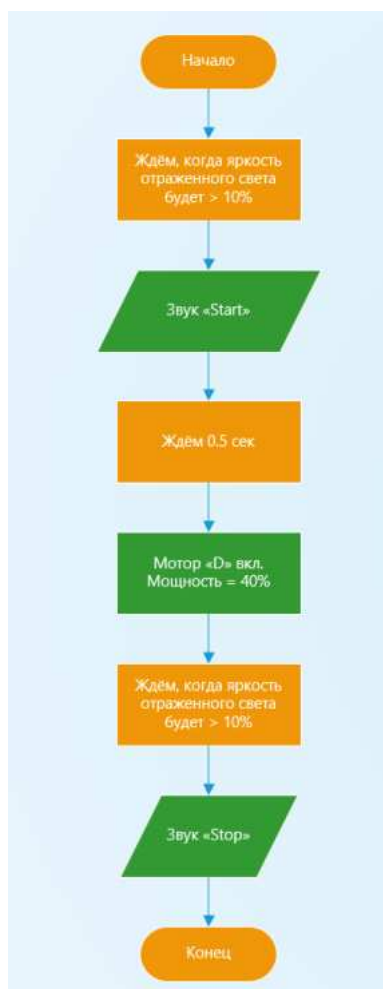 Начало
Ждём, когда яркость
отраженного света
будет > 10%
Звук «Start»
Ждём 0.5 сек
Мотор «D» вкл.
Мощность = 40%
Ждём, когда яркость
отраженного света
будет > 10%
Звук «Stop»
Конец